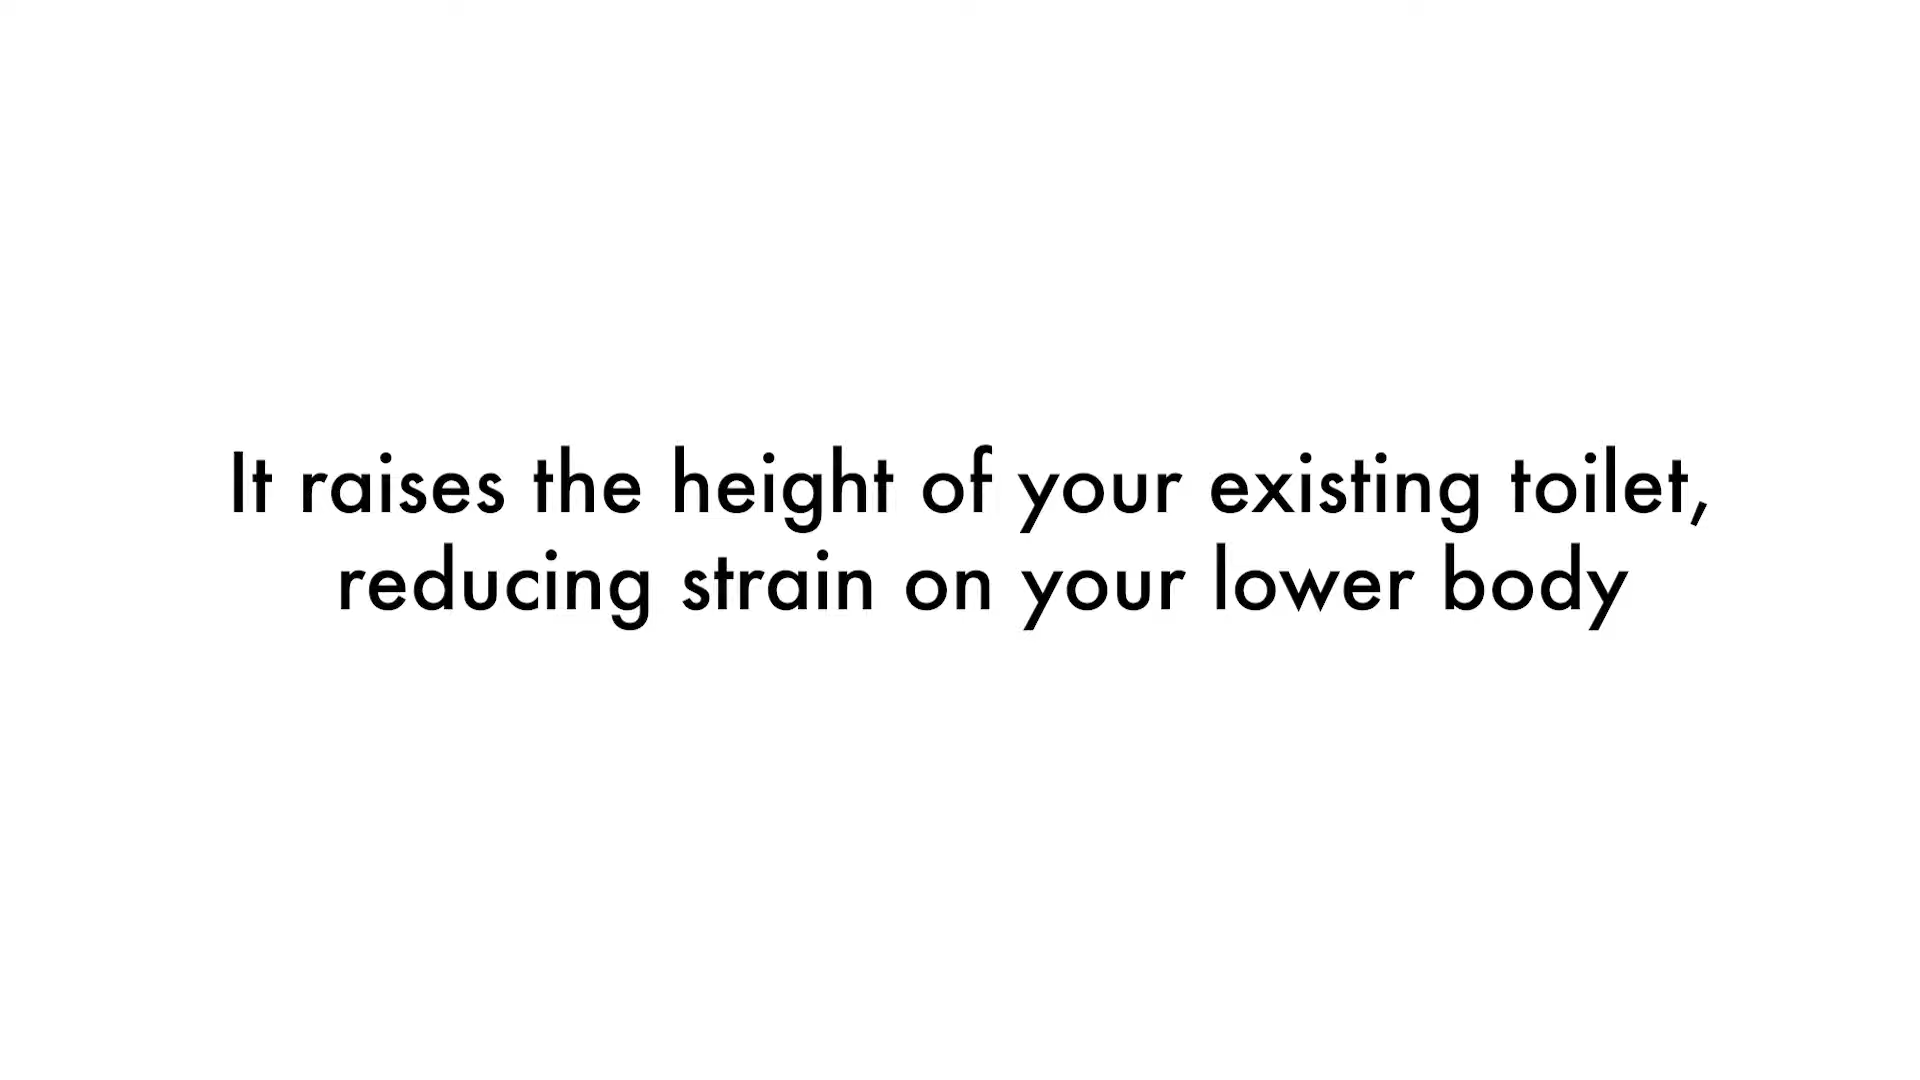 It raises the height of your existing toilet,
reducing strain on your lower body